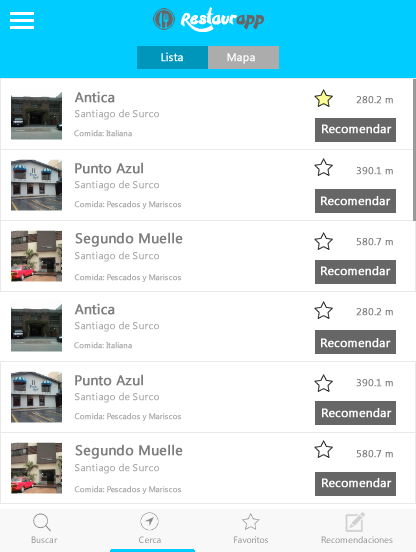 Restaurapp
Lista Mapa
Antica
Santiago de Surco
Comida: Italiana
280.2 m
Recomendar
Punto Azul
Santiago de Surco
Comida: Pescados y Mariscos
390.1 m
Recomendar
Segundo Muelle
Santiago de Surco
Comida: Pescados y Mariscos
580.7 m
Recomendar
Antica
Santiago de Surco
Comida: Italiana
280.2 m
Recomendar
Punto Azul
Santiago de Surco
Comida: Pescados y Mariscos
390.1 m
Recomendar
Segundo Muelle
Santiago de Surco
Comida: Pescados y Mariscos
580.7 m
Recomendar
Buscar Cerca Favoritos Recomendaciones